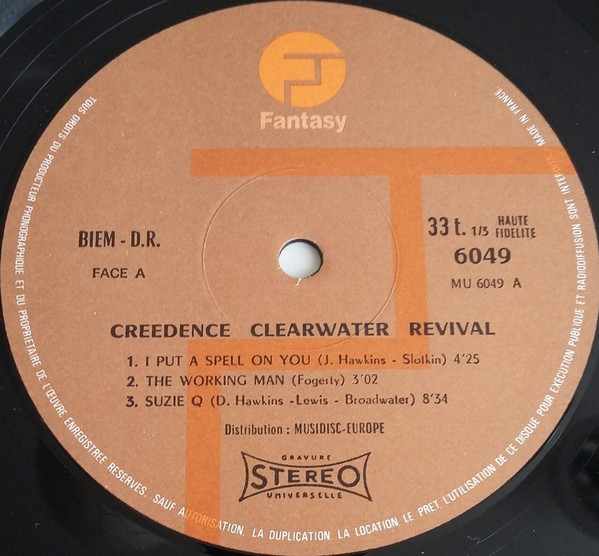 Fantasy
BIEM - D.R.
FACE A
33 t. 1/3 HAUTE FIDELITE
6049
MU 6049 A
CREEDENCE CLEARWATER REVIVAL
1. I PUT A SPELL ON YOU (J. Hawkins - Slotkin) 4'25
2. THE WORKING MAN (Fogerty) 3'02
3. SUZIE Q (D. Hawkins - Lewis - Broadwater) 8'34
Distribution : MUSIDISC-EUROPE
GRAVURE
STEREO
UNIVERSELLE
TOUS DROITS DU PRODUCTEUR PHONOGRAPHIQUE ET DU PROPRIETAIRE DE L'ŒUVRE ENREGISTREE RESERVES. SAUF AUTORISATION, LA DUPLICATION, LA LOCATION, LE PRET, L'UTILISATION DE CE DISQUE POUR EXECUTION PUBLIQUE ET RADIODIFFUSION SONT INTERDITS. MADE IN FRANCE